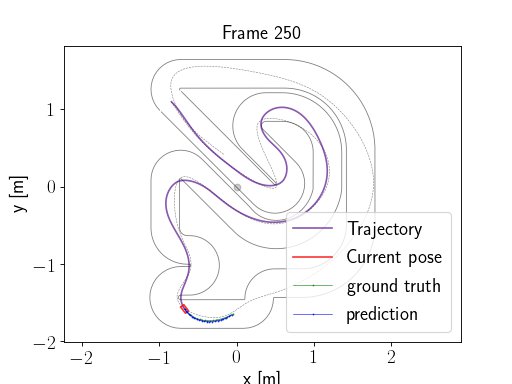 Frame 250
y [m]
1
0
−1
−2
−2
−1
0
1
2
x [m]
Trajectory
Current pose
ground truth
prediction